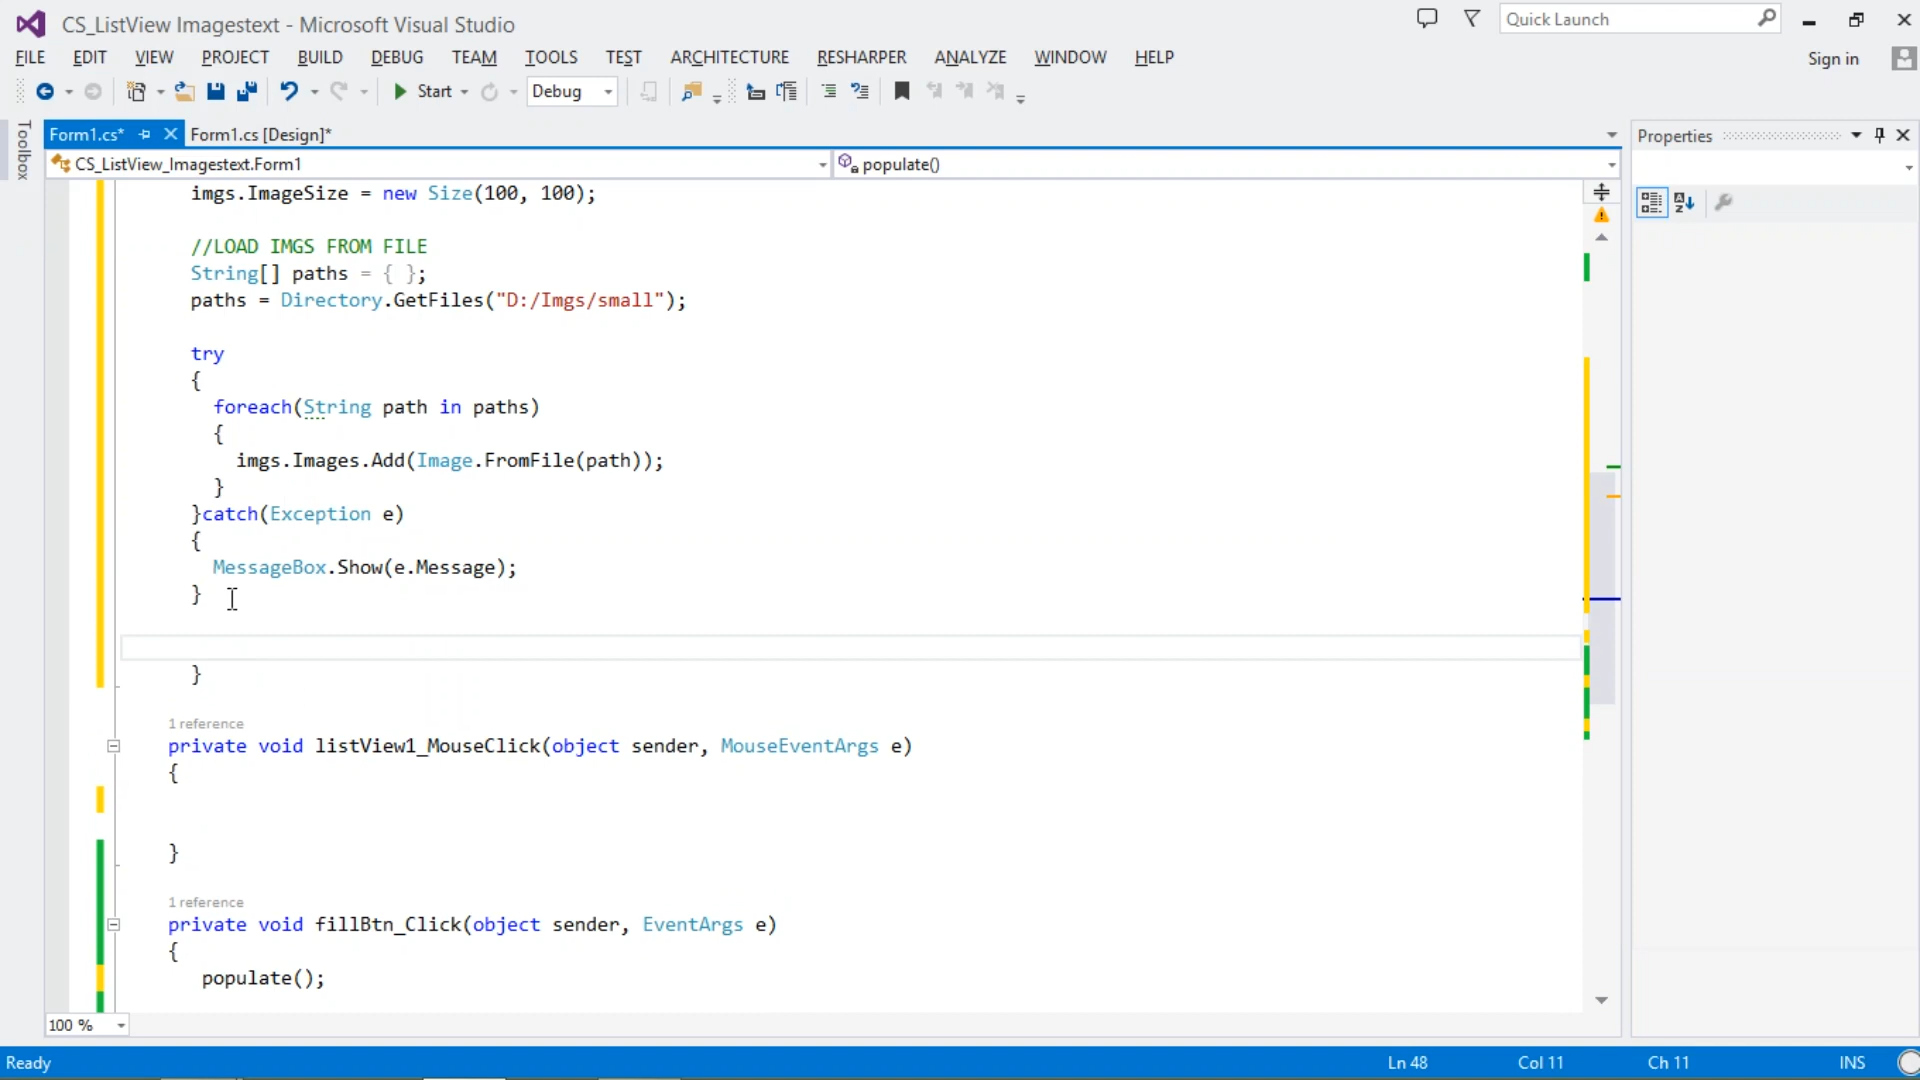 CS_ListView Imagestext - Microsoft Visual Studio
Quick Launch
FILE EDIT VIEW PROJECT BUILD DEBUG TEAM TOOLS TEST ARCHITECTURE RESHARPER ANALYZE WINDOW HELP
Sign in
Start
Debug
Toolbox
Form1.cs*
Form1.cs [Design]*
Properties
CS_ListView_Imagestext.Form1
populate()
imgs.ImageSize = new Size(100, 100);
//LOAD IMGS FROM FILE
String[] paths = { };
paths = Directory.GetFiles("D:/Imgs/small");
try
{
foreach(String path in paths)
{
imgs.Images.Add(Image.FromFile(path));
}
}catch(Exception e)
{
MessageBox.Show(e.Message);
}
}
1 reference
private void listView1_MouseClick(object sender, MouseEventArgs e)
{
}
1 reference
private void fillBtn_Click(object sender, EventArgs e)
{
populate();
100 %
Ready
Ln 48
Col 11
Ch 11
INS